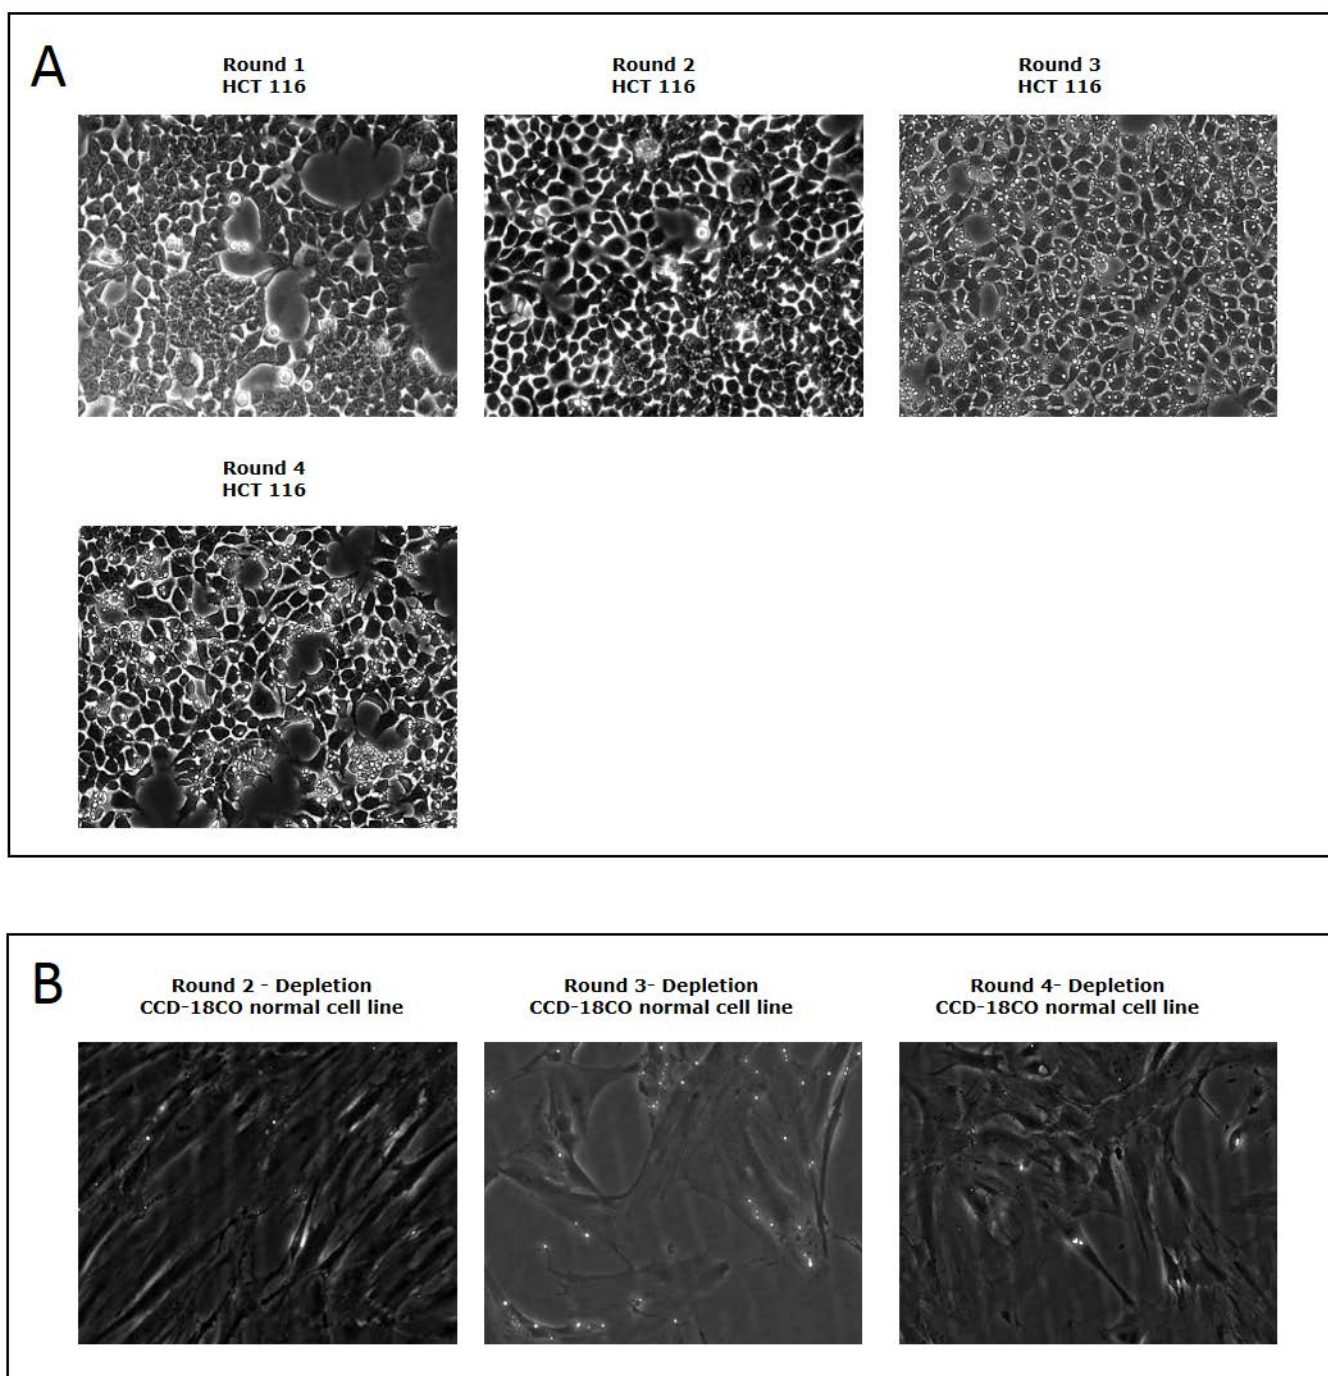 A
Round 1
HCT 116
Round 2
HCT 116
Round 3
HCT 116
Round 4
HCT 116
B
Round 2 - Depletion
CCD-18CO normal cell line
Round 3- Depletion
CCD-18CO normal cell line
Round 4- Depletion
CCD-18CO normal cell line